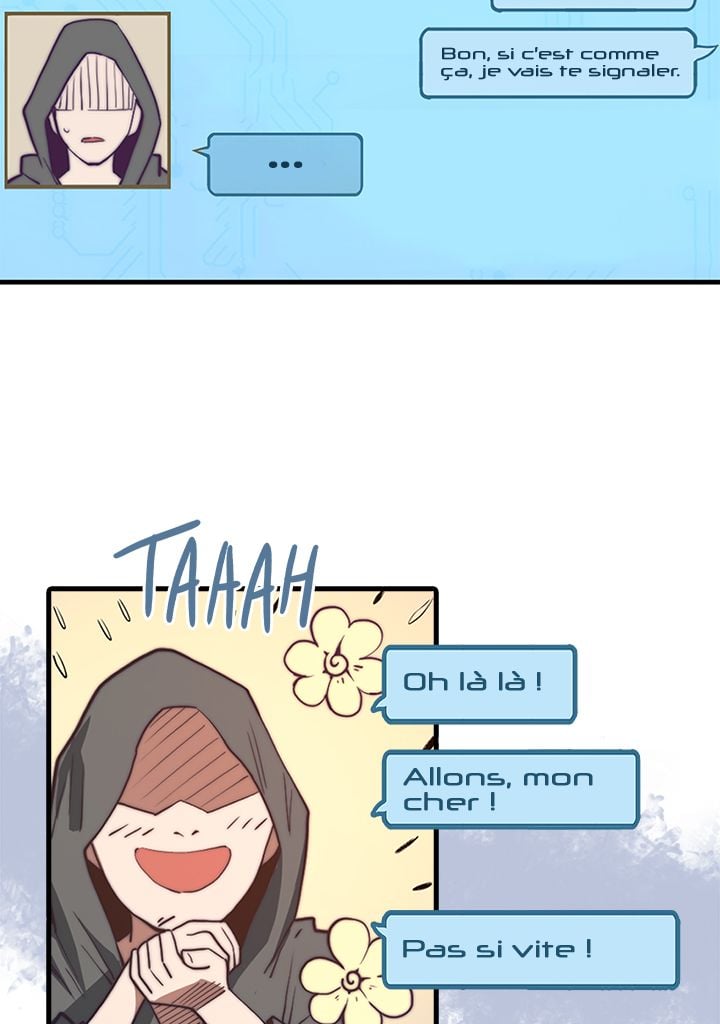 Bon, si c'est comme
ça, je vais te signaler.
...
TAAAH
Oh là là !
Allons, mon
cher !
Pas si vite !